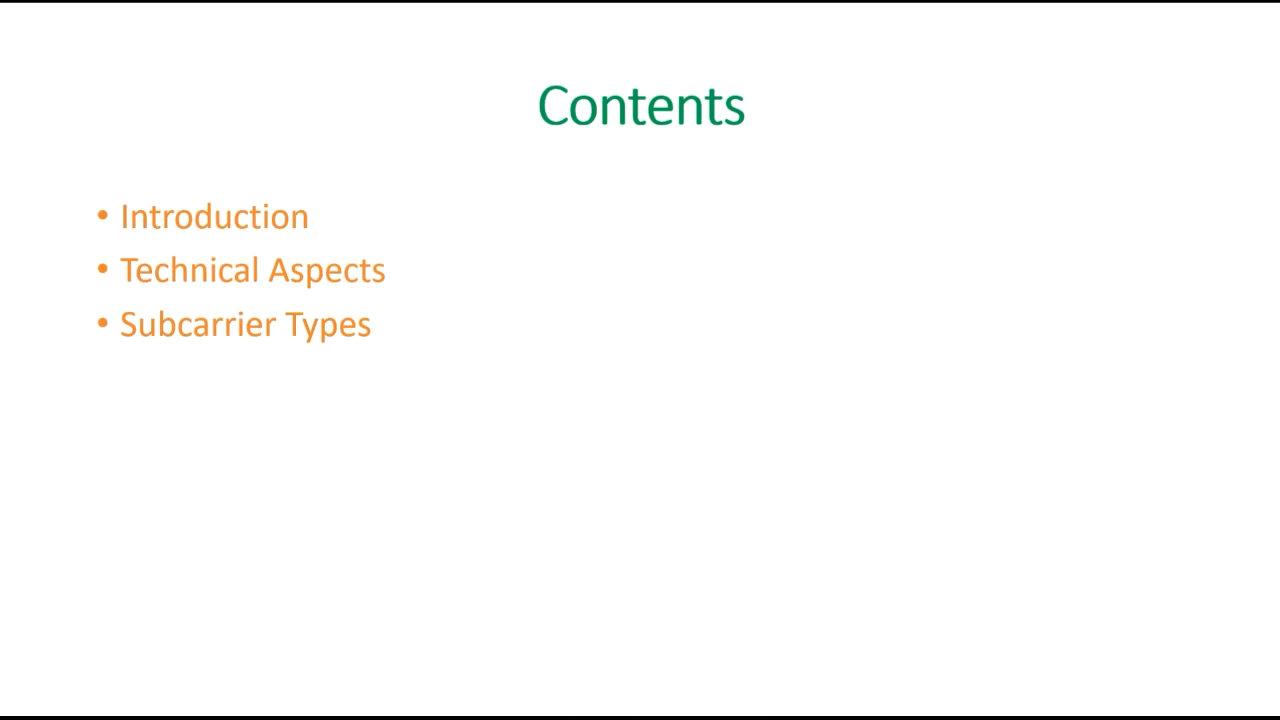 Contents
• Introduction
• Technical Aspects
• Subcarrier Types